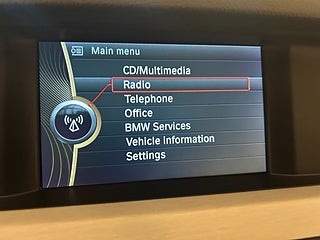 Main menu
CD/Multimedia
Radio
Telephone
Office
BMW Services
Vehicle information
Settings